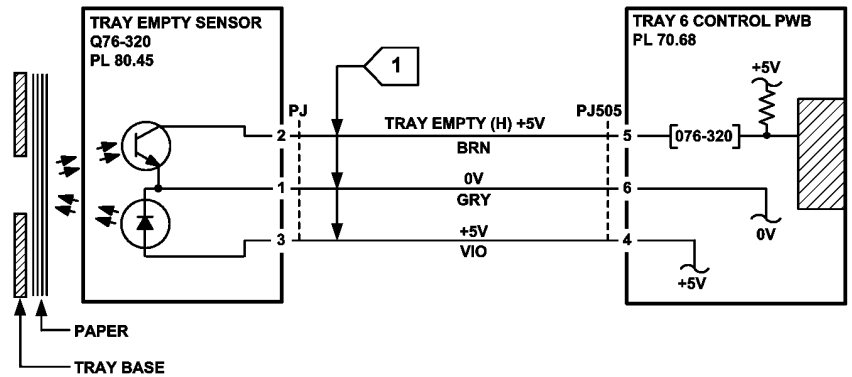 TRAY EMPTY SENSOR
Q76-320
PL 80.45
TRAY 6 CONTROL PWB
PL 70.68
1
+5V
PJ
PJ505
2
TRAY EMPTY (H) +5V
5
076-320
BRN
1
0V
6
GRY
0V
3
+5V
4
VIO
+5V
PAPER
TRAY BASE